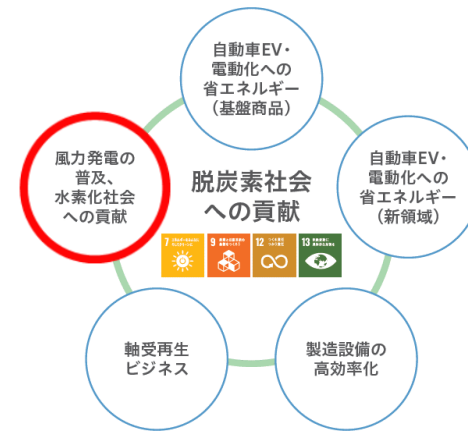 自動車EV・
電動化への
省エネルギー
（基盤商品）
風力発電の
普及、
水素化社会
への貢献
自動車EV・
電動化への
省エネルギー
（新領域）
脱炭素社会
への貢献
7
9
12
13
軸受再生
ビジネス
製造設備の
高効率化